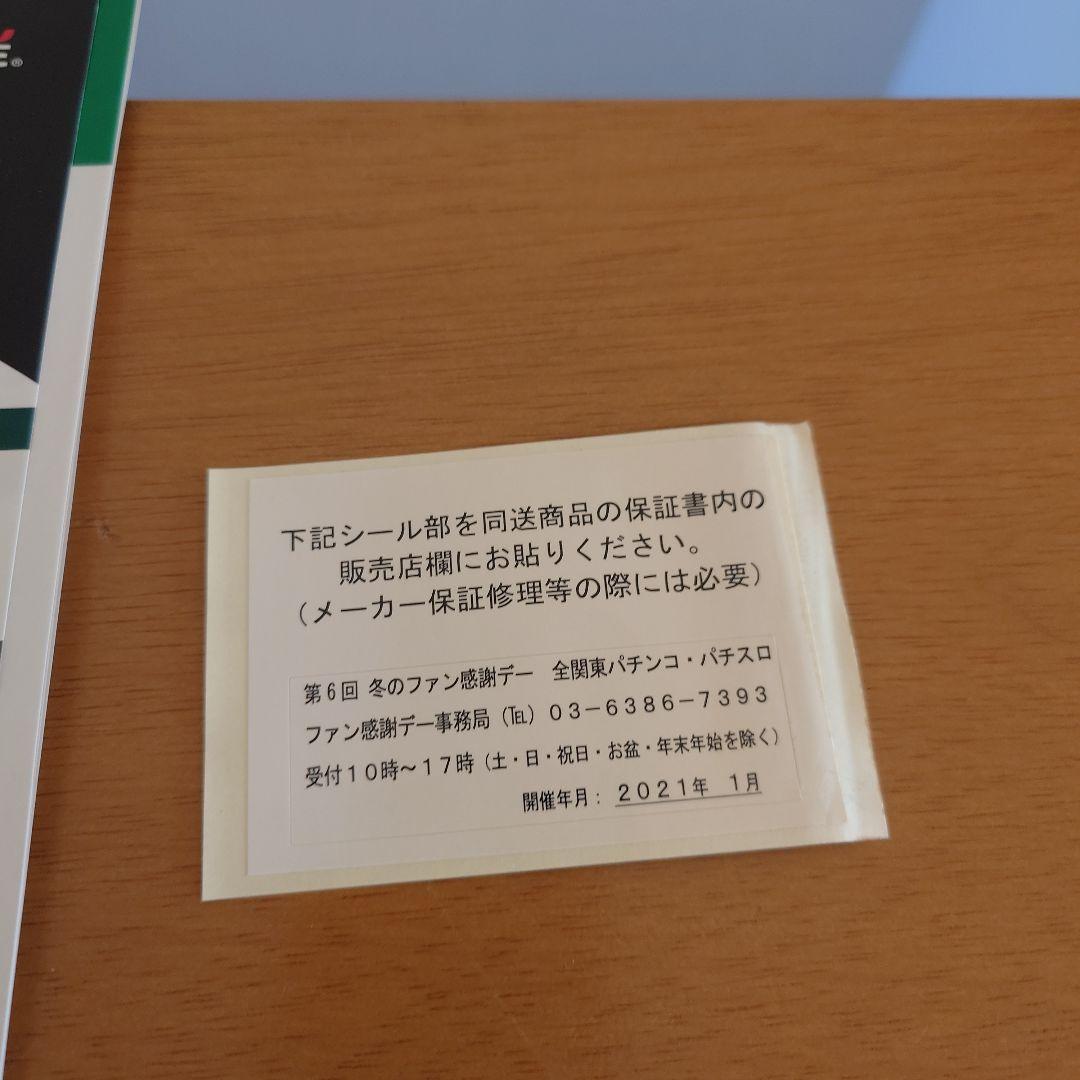 E®
下記シール部を同送商品の保証書内の
販売店欄にお貼りください。
（メーカー保証修理等の際には必要）
第6回 冬のファン感謝デー　全関東パチンコ・パチスロ
ファン感謝デー事務局（℡）０３－６３８６－７３９３
受付１０時～１７時（土・日・祝日・お盆・年末年始を除く）
開催年月：２０２１年　１月